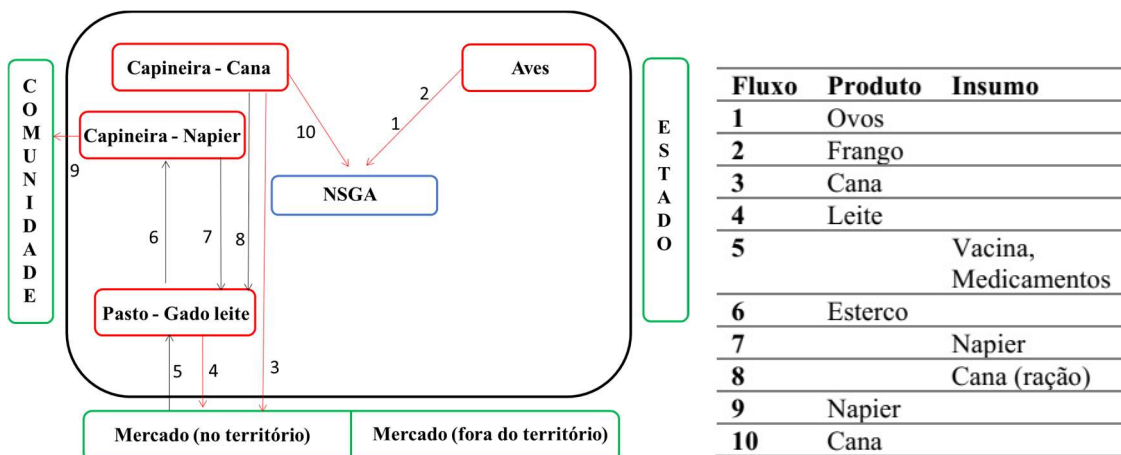 COMUNIDADE
Capineira - Cana
Aves
2
1
10
Capineira - Napier
9
NSGA
6
7
8
Pasto - Gado leite
5
4
3
Mercado (no território)
Mercado (fora do território)
ESTADO
Fluxo Produto Insumo
1 Ovos
2 Frango
3 Cana
4 Leite
5 Vacina,
Medicamentos
6 Esterco
7 Napier
8 Cana (ração)
9 Napier
10 Cana